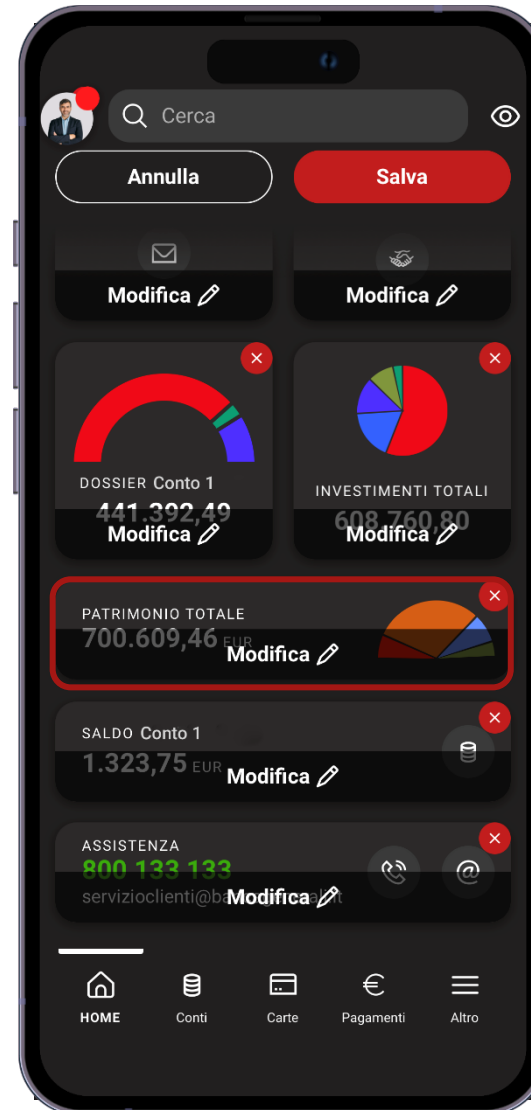 Cerca
Annulla Salva
Modifica Modifica
DOSSIER Conto 1
441.392,49
Modifica
INVESTIMENTI TOTALI
608.760,80
Modifica
PATRIMONIO TOTALE
700.609,46 EUR
Modifica
SALDO Conto 1
1.323,75 EUR
Modifica
ASSISTENZA
800 133 133
Modifica
HOME Conti Carte Pagamenti Altro